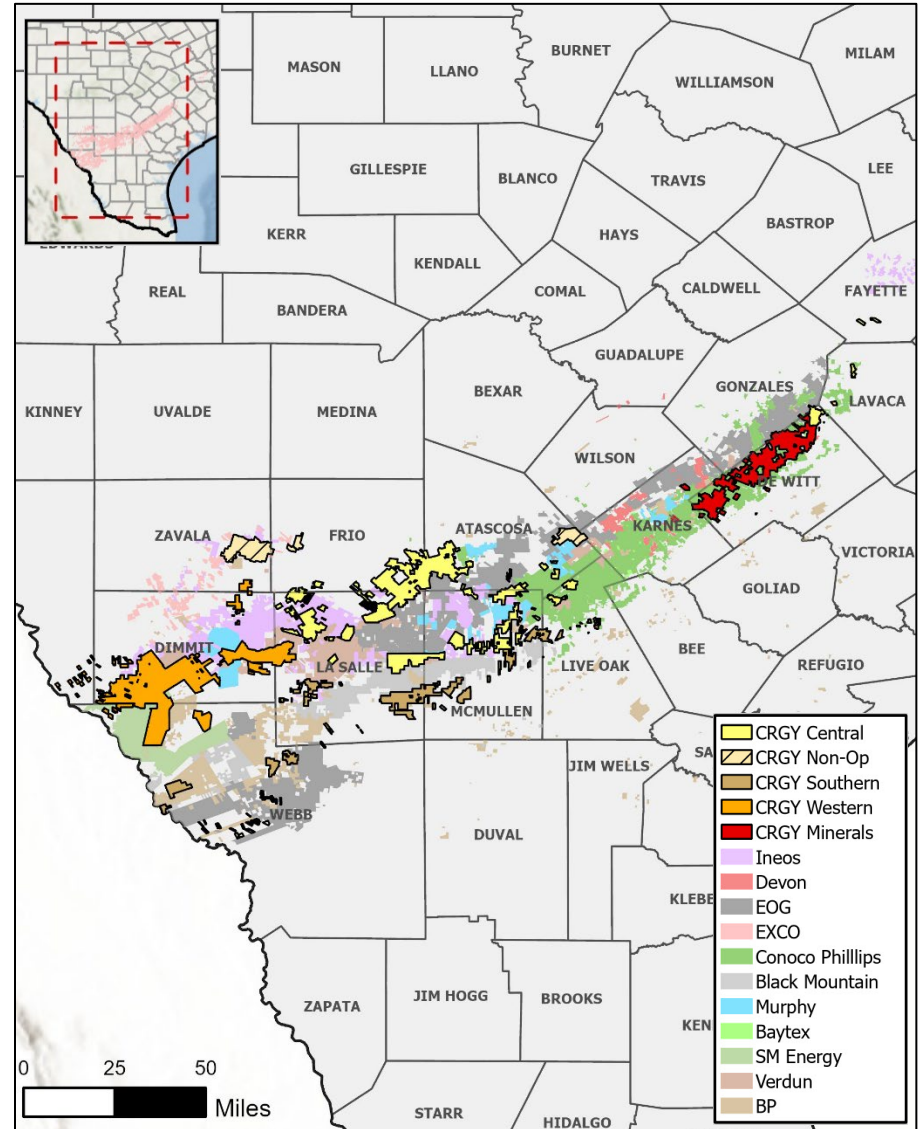 BURNET
MILAM
MASON
LLANO
WILLIAMSON
GILLESPIE
BLANCO
TRAVIS
LEE
BASTROP
KERR
HAYS
KENDALL
REAL
BANDERA
COMAL
CALDWELL
FAYETTE
GUADALUPE
BEXAR
GONZALES
LAVACA
KINNEY
UVALDE
MEDINA
WILSON
DE WITT
ZAVALA
FRIO
ATASCOSA
KARNES
VICTORIA
GOLIAD
DIMMIT
LA SALLE
LIVE OAK
BEE
REFUGIO
MCMULLEN
JIM WELLS
WEBB
DUVAL
ZAPATA
JIM HOGG
BROOKS
STARR
HIDALGO
CRGY Central
CRGY Non-Op
CRGY Southern
CRGY Western
CRGY Minerals
Ineos
Devon
EOG
EXCO
Conoco Philllips
Black Mountain
Murphy
Baytex
SM Energy
Verdun
BP
0 25 50
Miles